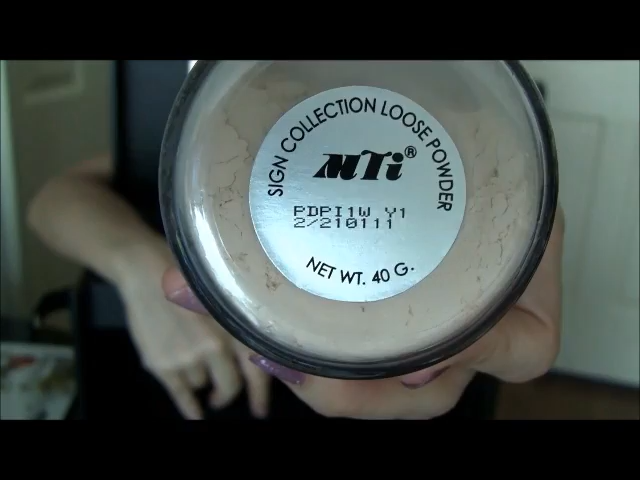 SIGN COLLECTION LOOSE POWDER
MTi®
PDPI1W Y1
2/210111
NET WT. 40 G.